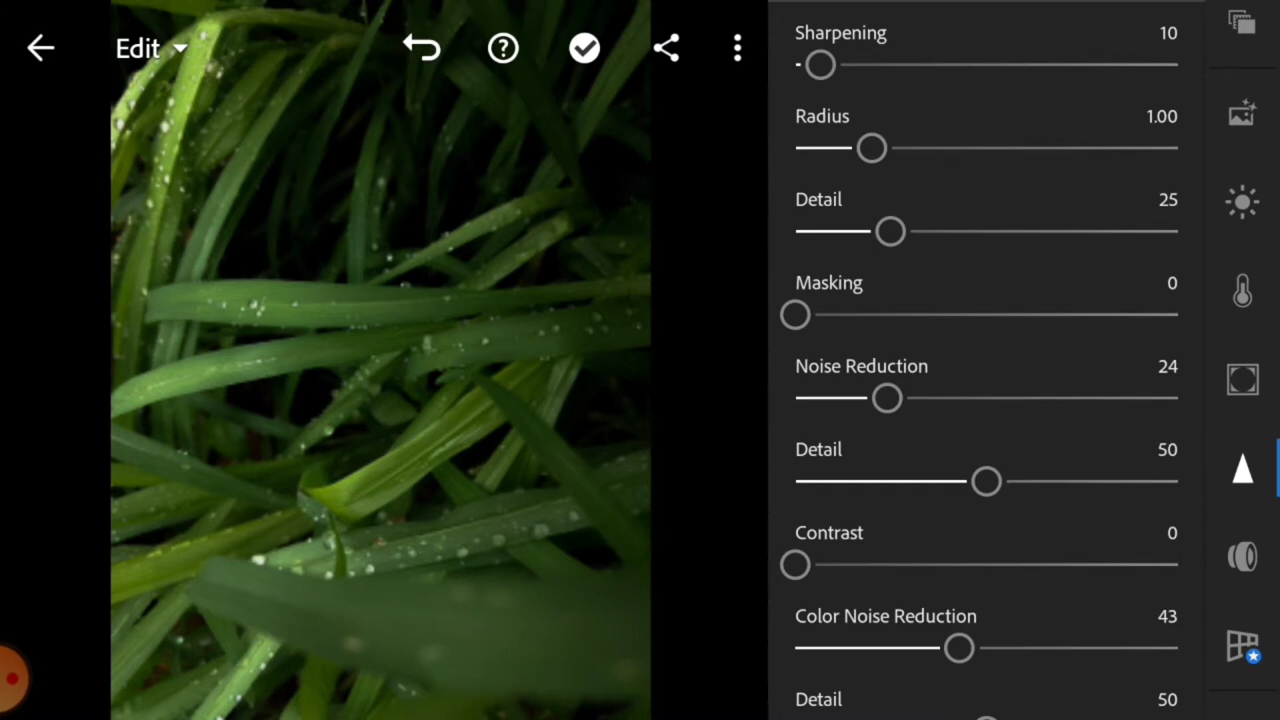 Edit
Sharpening 10
Radius 1.00
Detail 25
Masking 0
Noise Reduction 24
Detail 50
Contrast 0
Color Noise Reduction 43
Detail 50